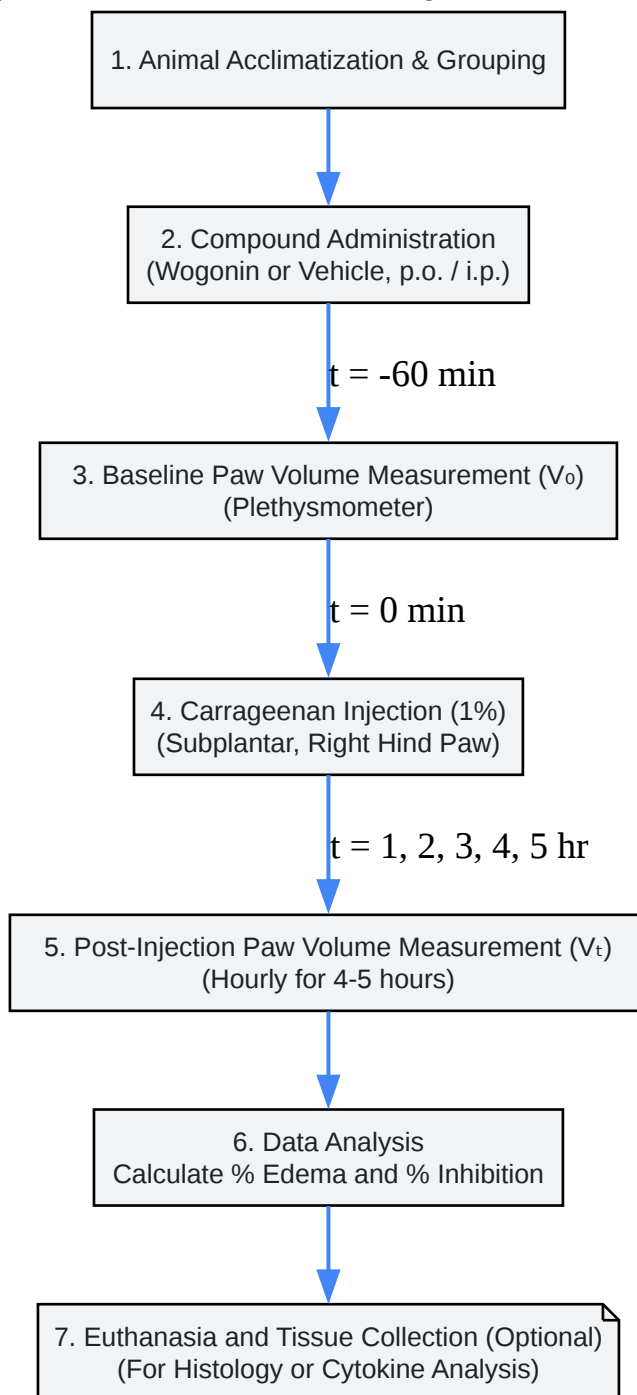 1. Animal Acclimatization & Grouping
2. Compound Administration
(Wogonin or Vehicle, p.o. / i.p.)
t = -60 min
3. Baseline Paw Volume Measurement (V₀)
(Plethysmometer)
t = 0 min
4. Carrageenan Injection (1%)
(Subplantar, Right Hind Paw)
t = 1, 2, 3, 4, 5 hr
5. Post-Injection Paw Volume Measurement (Vₜ)
(Hourly for 4-5 hours)
6. Data Analysis
Calculate % Edema and % Inhibition
7. Euthanasia and Tissue Collection (Optional)
(For Histology or Cytokine Analysis)